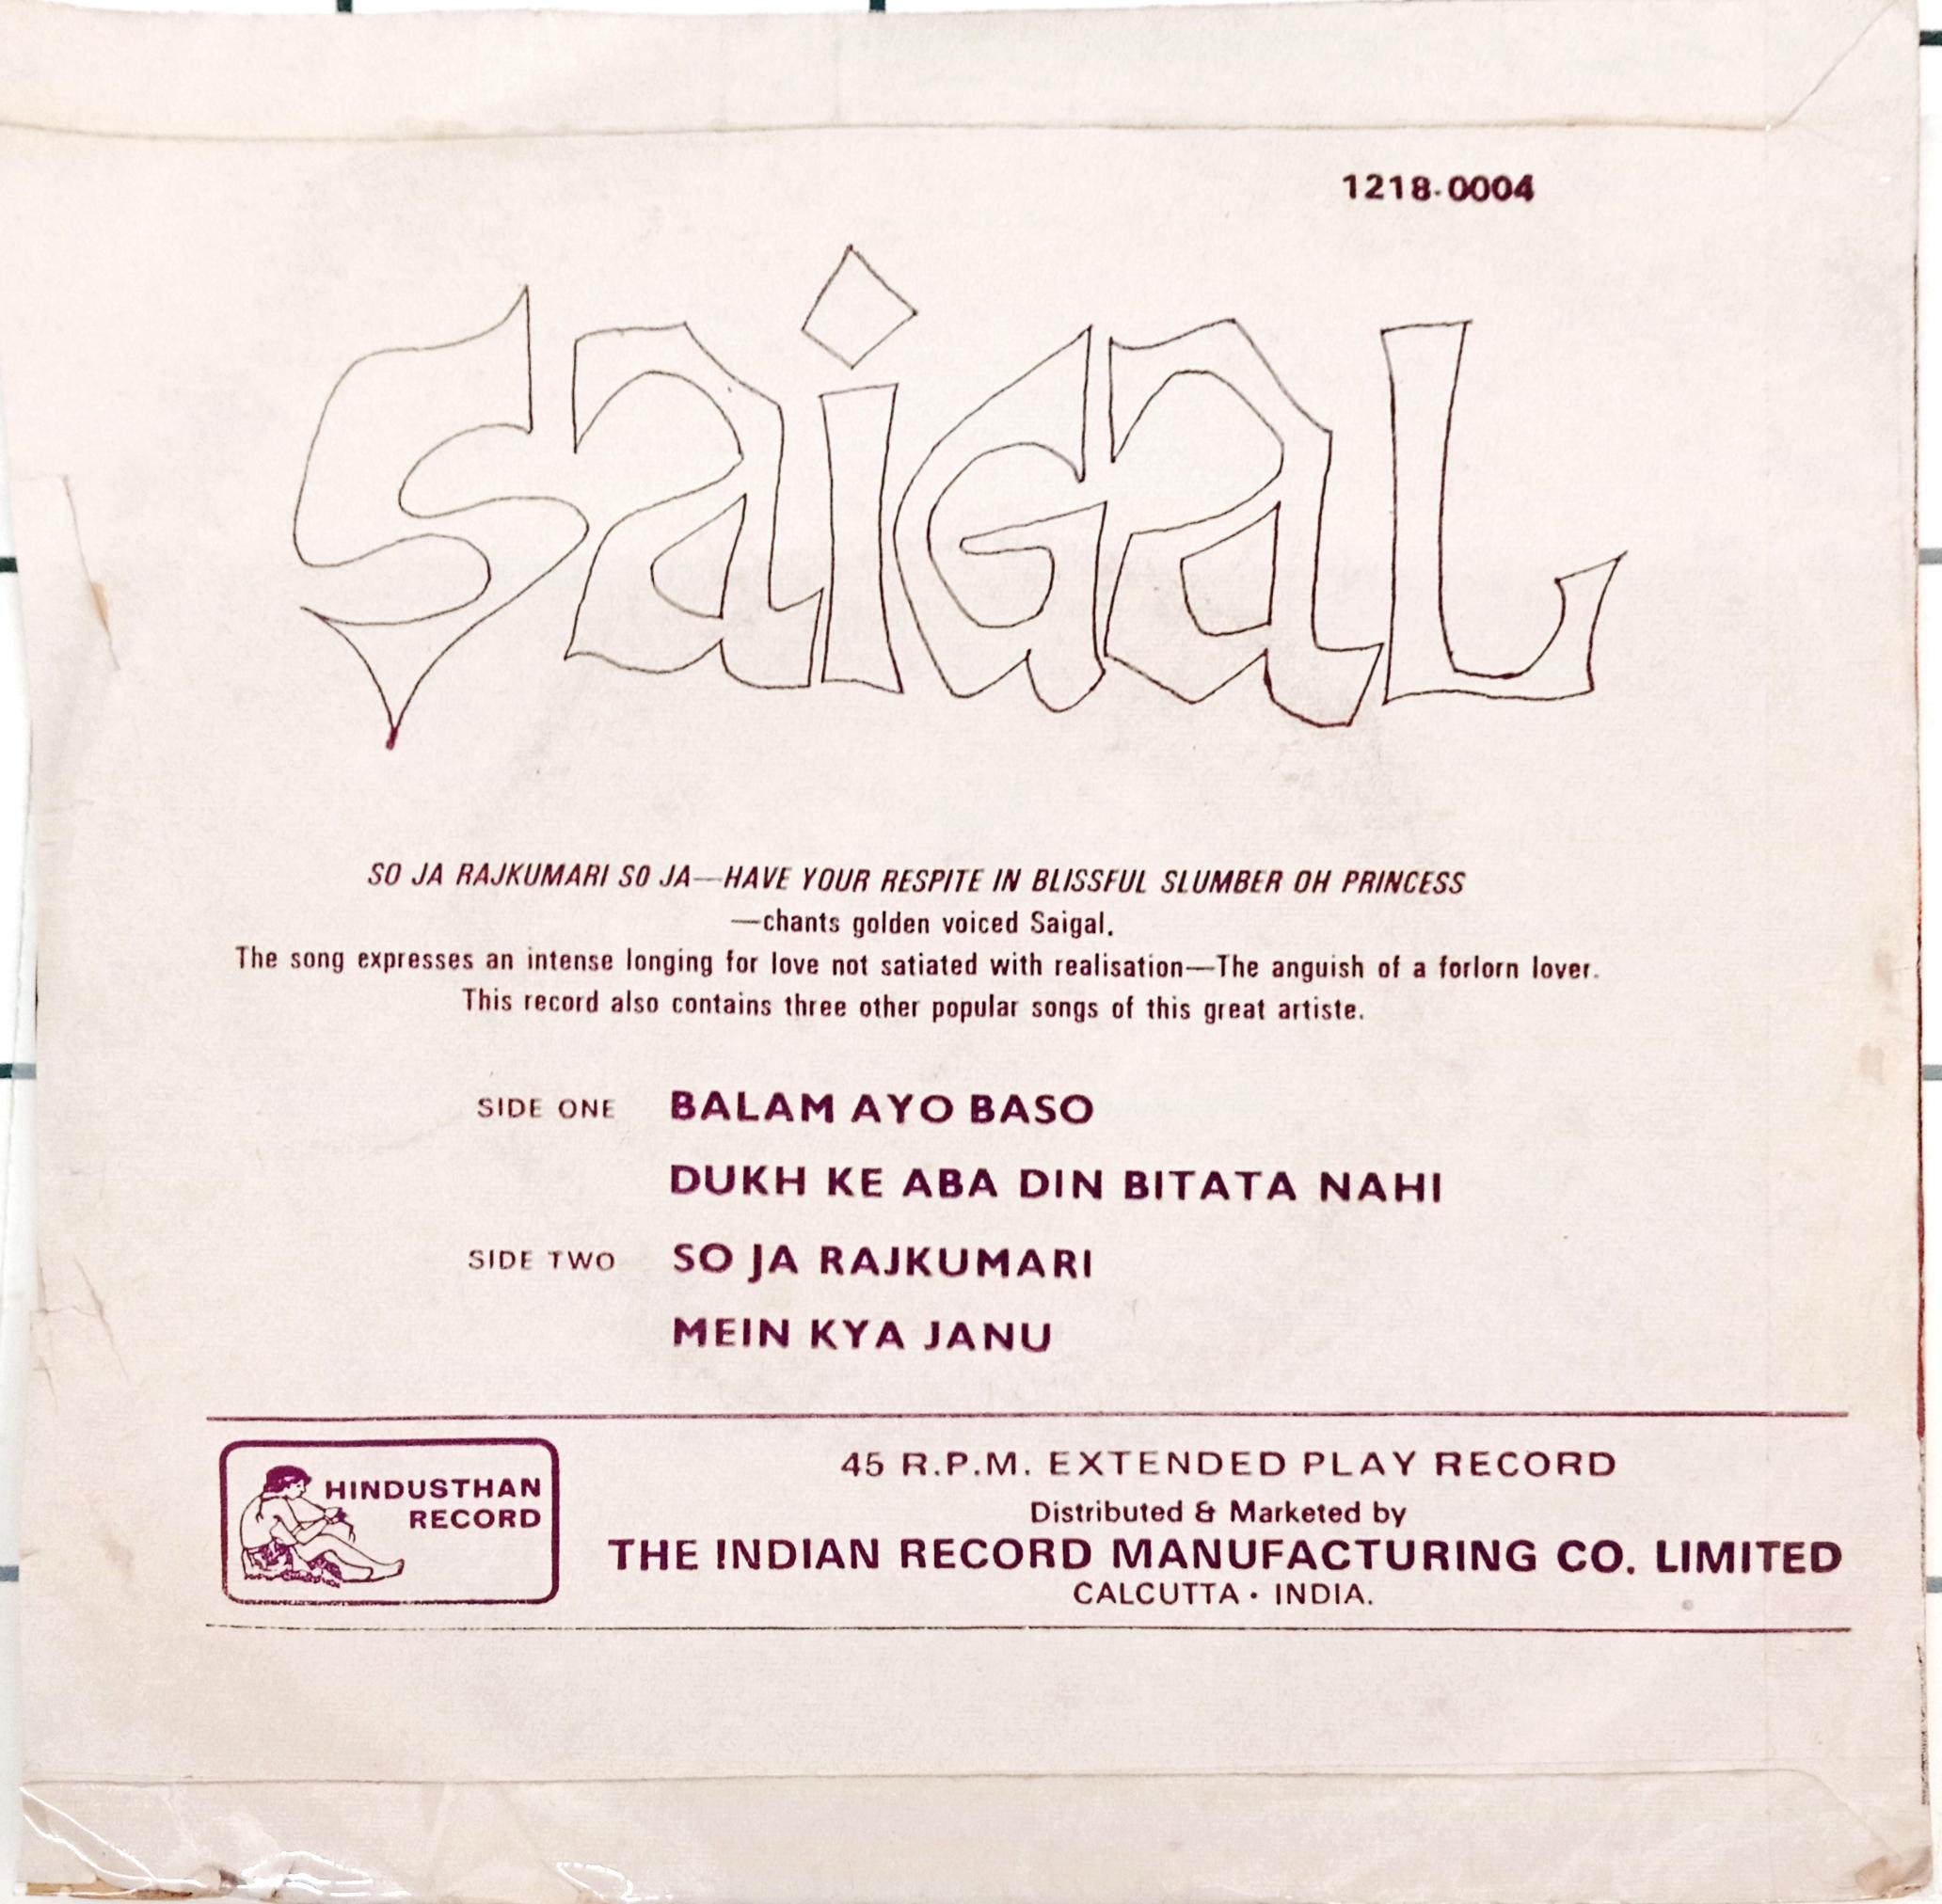 1218-0004
SaiGaL
SO JA RAJKUMARI SO JA—HAVE YOUR RESPITE IN BLISSFUL SLUMBER OH PRINCESS
—chants golden voiced Saigal.
The song expresses an intense longing for love not satiated with realisation—The anguish of a forlorn lover.
This record also contains three other popular songs of this great artiste.
SIDE ONE BALAM AYO BASO
DUKH KE ABA DIN BITATA NAHI
SIDE TWO SO JA RAJKUMARI
MEIN KYA JANU
HINDUSTHAN
RECORD
45 R.P.M. EXTENDED PLAY RECORD
Distributed & Marketed by
THE INDIAN RECORD MANUFACTURING CO. LIMITED
CALCUTTA · INDIA.